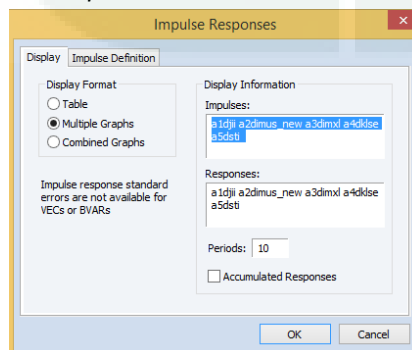 Impulse Responses
x
Display
Impulse Definition
Display Format
Table
Multiple Graphs
Combined Graphs
Impulse response standard
errors are not available for
VECs or BVARs
Display Information
Impulses:
a1djii a2dimus_new a3dimxl a4dklse
a5dsti
Responses:
a1djii a2dimus_new a3dimxl a4dklse
a5dsti
Periods: 10
Accumulated Responses
OK
Cancel